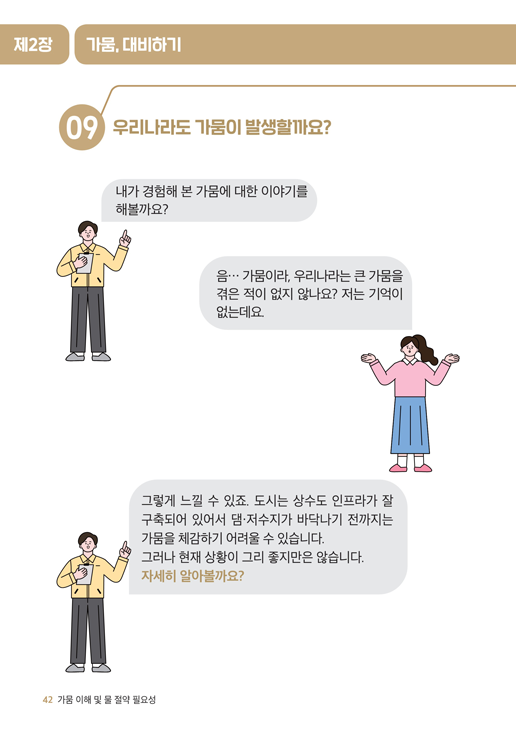 제2장 가뭄, 대비하기
09 우리나라도 가뭄이 발생할까요?
내가 경험해 본 가뭄에 대한 이야기를
해볼까요?
음… 가뭄이라, 우리나라는 큰 가뭄을
겪은 적이 없지 않나요? 저는 기억이
없는데요.
그렇게 느낄 수 있죠. 도시는 상수도 인프라가 잘
구축되어 있어서 댐·저수지가 바닥나기 전까지는
가뭄을 체감하기 어려울 수 있습니다.
그러나 현재 상황이 그리 좋지만은 않습니다.
자세히 알아볼까요?
42 가뭄 이해 및 물 절약 필요성